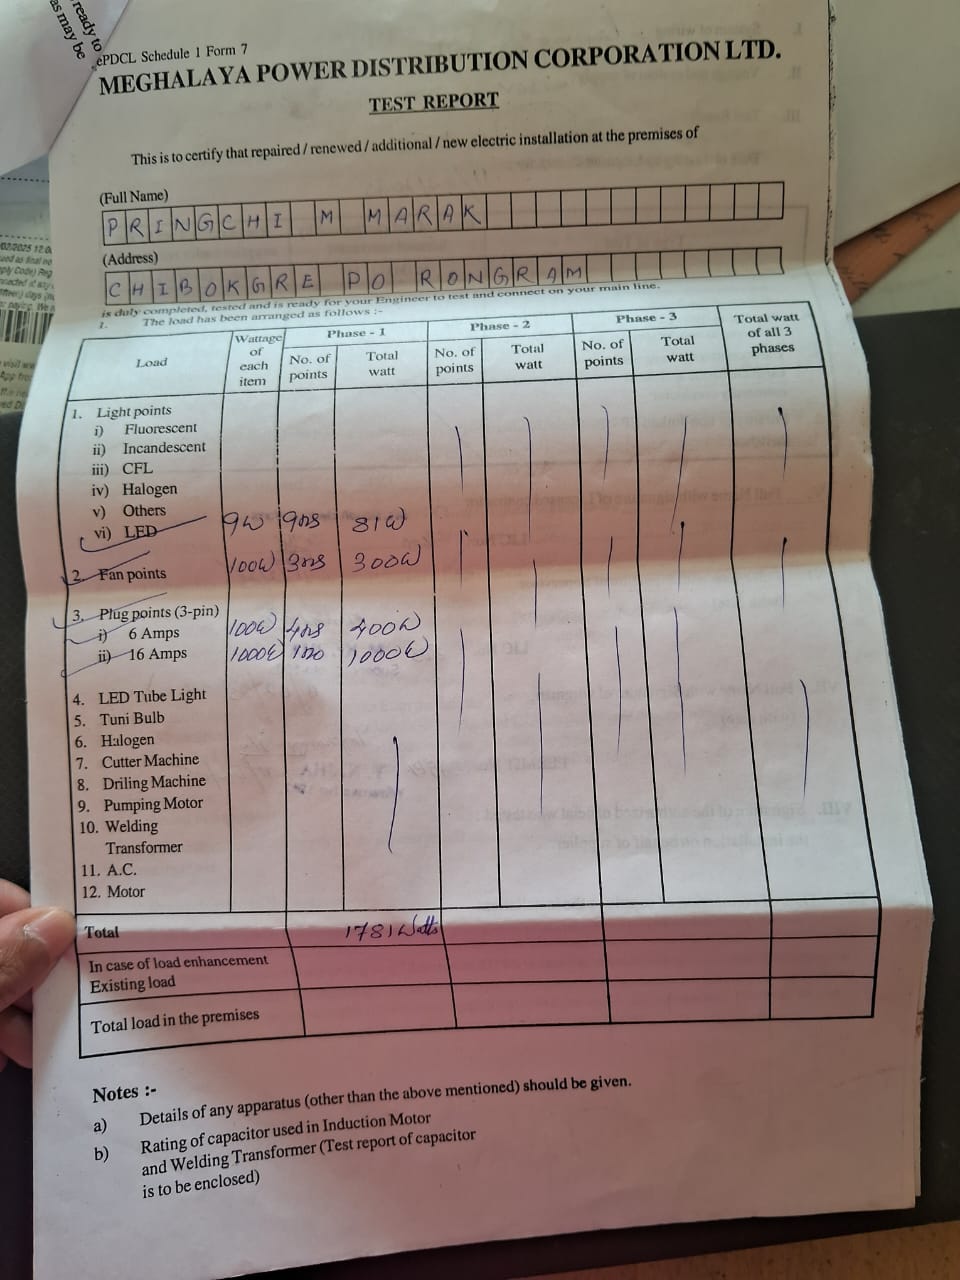 ready to
as may be
ePDCL Schedule 1 Form 7
MEGHALAYA POWER DISTRIBUTION CORPORATION LTD.
TEST REPORT
This is to certify that repaired / renewed / additional / new electric installation at the premises of
(Full Name)
PRINGCHI M MARAK
(Address)
CHIBOKGRE PO RONGRAM
is duly completed, tested and is ready for your Engineer to test and connect on your main line.
1. The load has been arranged as follows :-
Load Wattage of each item Phase - 1 Phase - 2 Phase - 3 Total watt of all 3 phases
No. of points Total watt No. of points Total watt No. of points Total watt
1. Light points
i) Fluorescent
ii) Incandescent
iii) CFL
iv) Halogen
v) Others
vi) LED 9W 9ns 81W
2. Fan points 100W 3ns 300W
3. Plug points (3-pin)
i) 6 Amps 100W 4ns 400W
ii) 16 Amps 1000W 1no 1000W
4. LED Tube Light
5. Tuni Bulb
6. Halogen
7. Cutter Machine
8. Driling Machine
9. Pumping Motor
10. Welding
Transformer
11. A.C.
12. Motor
Total 1781 Watts
In case of load enhancement
Existing load
Total load in the premises
Notes :-
a) Details of any apparatus (other than the above mentioned) should be given.
b) Rating of capacitor used in Induction Motor
and Welding Transformer (Test report of capacitor
is to be enclosed)